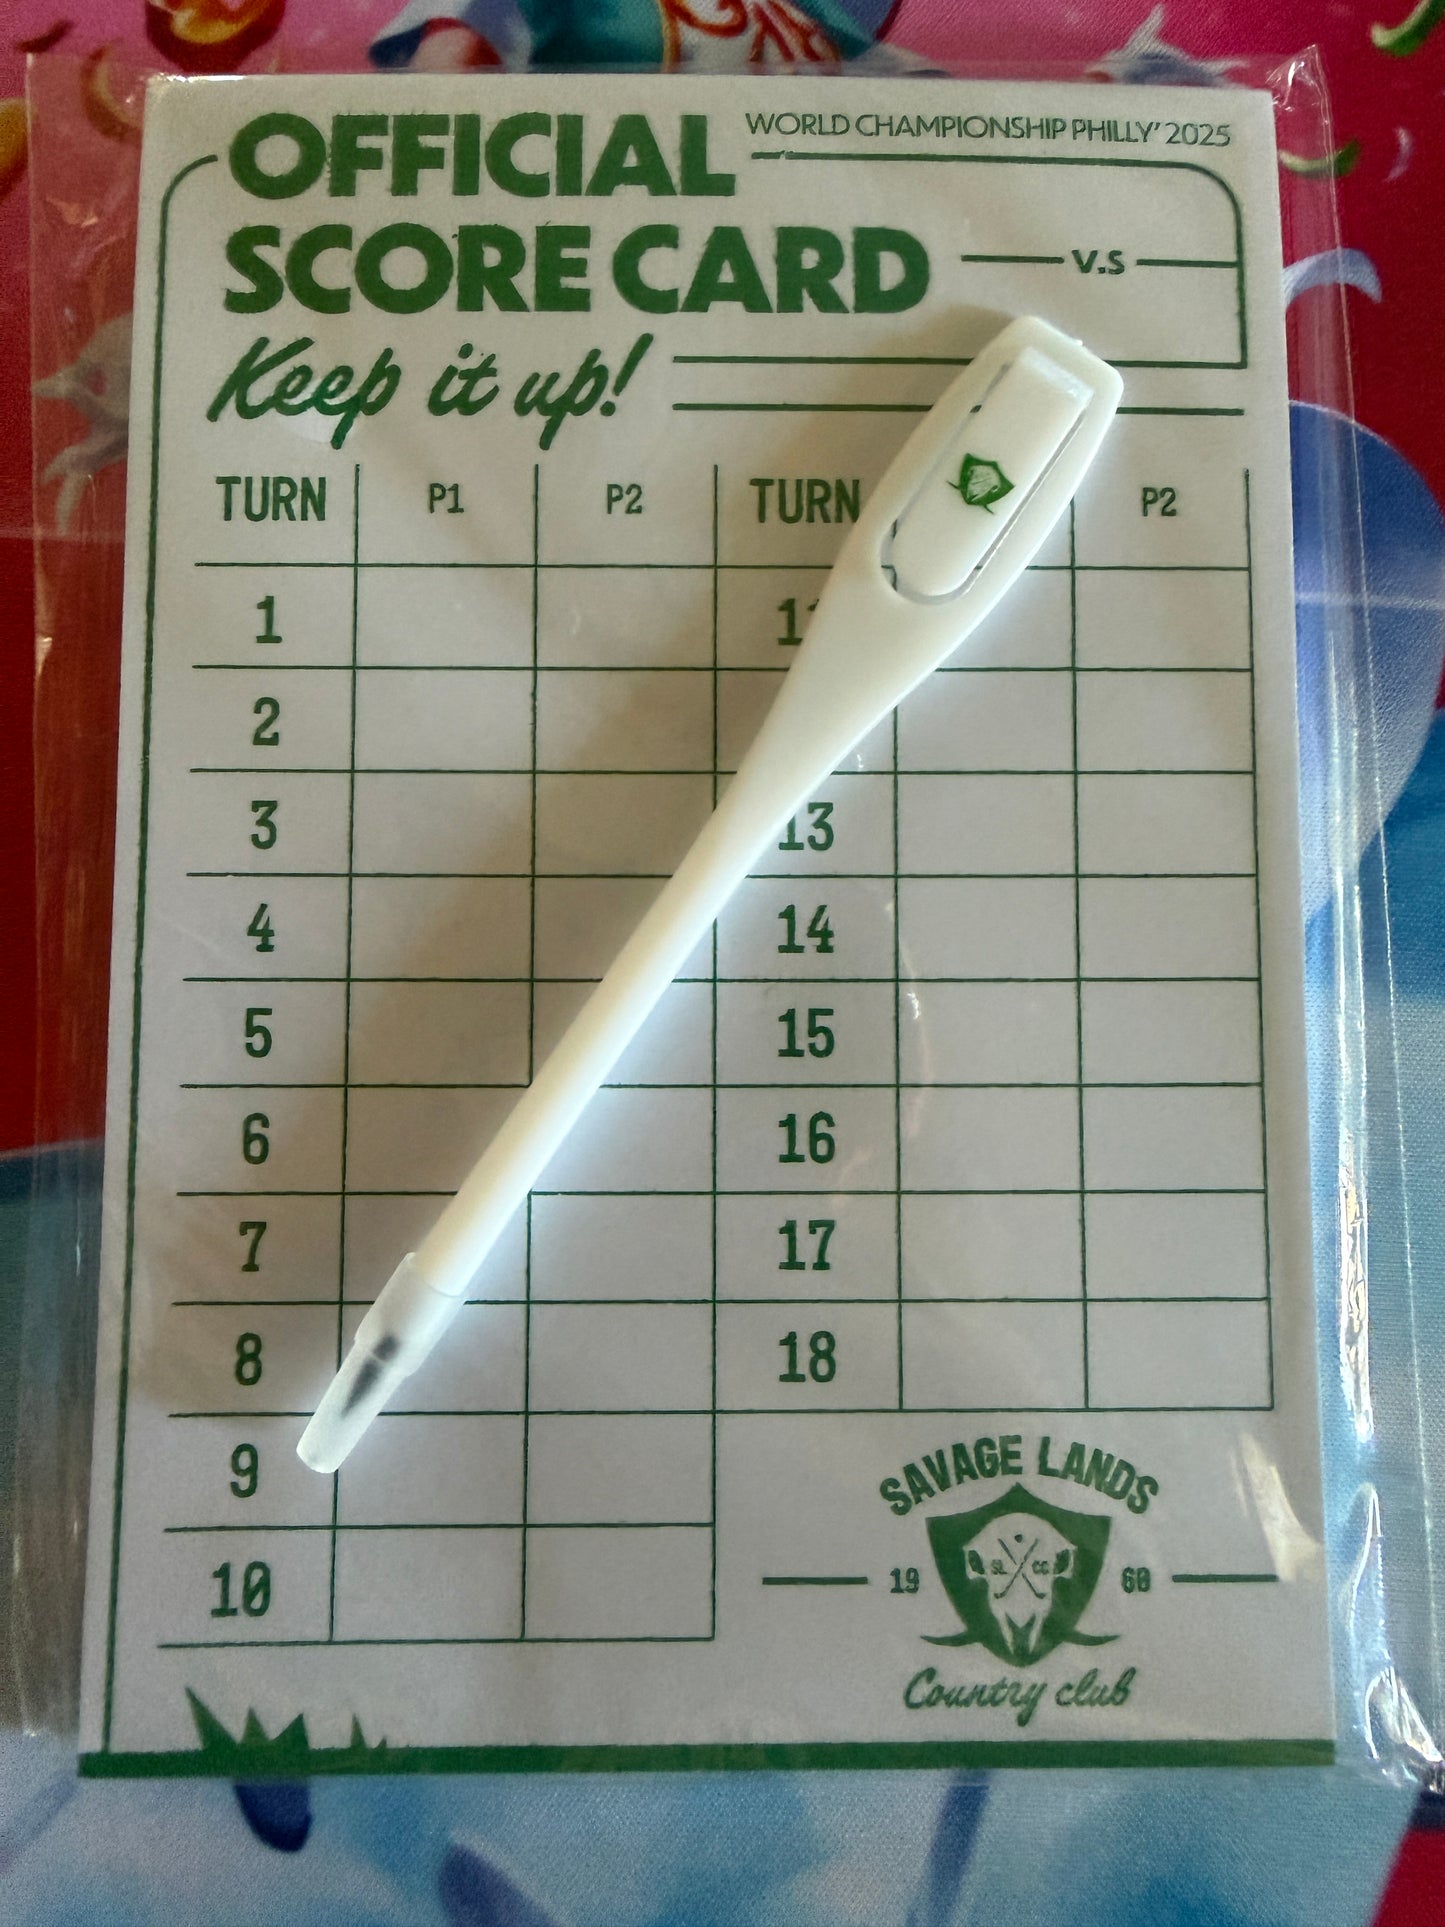 OFFICIAL WORLD CHAMPIONSHIP PHILLY' 2025
SCORE CARD V.S
Keep it up!
TURN P1 P2 TURN P2
1
2
3 13
4 14
5 15
6 16
7 17
8 18
9
10
SAVAGE LANDS
19 SL CC 60
Country club